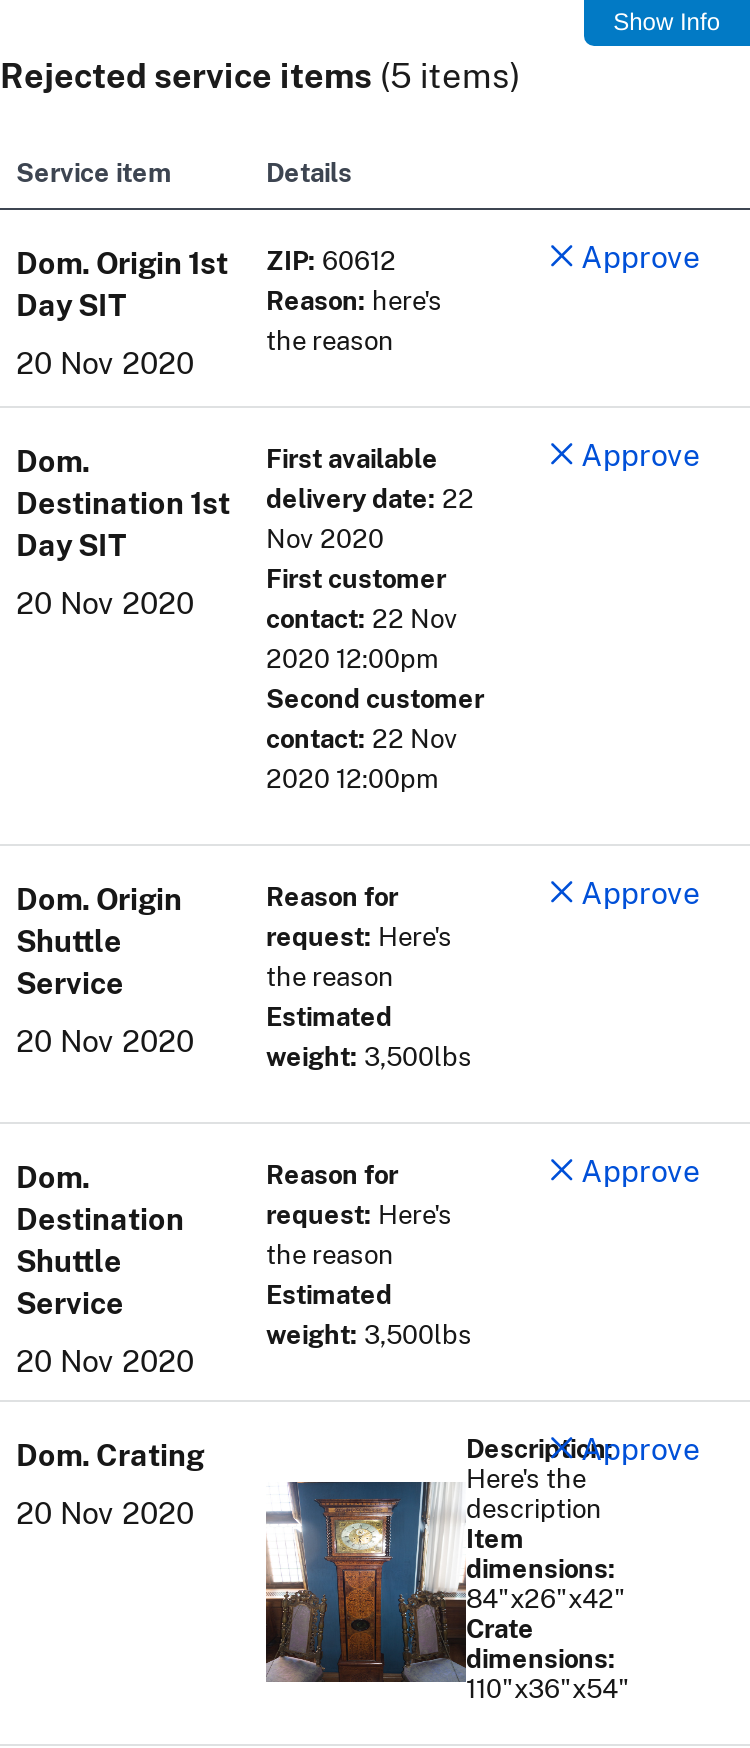 Show Info
Rejected service items (5 items)
Service item
Details
Dom. Origin 1st
Day SIT
20 Nov 2020
ZIP: 60612
Reason: here's
the reason
Approve
Dom.
Destination 1st
Day SIT
20 Nov 2020
First available
delivery date: 22
Nov 2020
First customer
contact: 22 Nov
2020 12:00pm
Second customer
contact: 22 Nov
2020 12:00pm
Approve
Dom. Origin
Shuttle
Service
20 Nov 2020
Reason for
request: Here's
the reason
Estimated
weight: 3,500lbs
Approve
Dom.
Destination
Shuttle
Service
20 Nov 2020
Reason for
request: Here's
the reason
Estimated
weight: 3,500lbs
Approve
Dom. Crating
20 Nov 2020
Description:
Here's the
description
Item
dimensions:
84"x26"x42"
Crate
dimensions:
110"x36"x54"
Approve